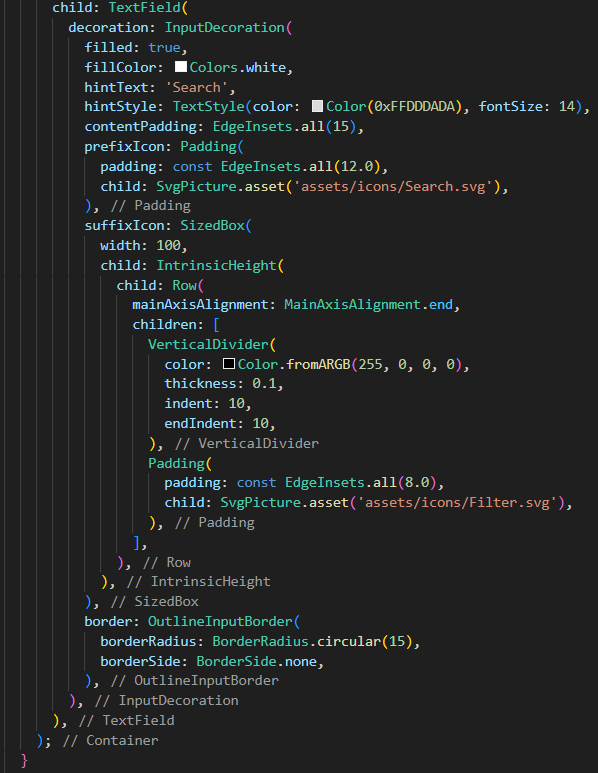 child: TextField(
decoration: InputDecoration(
filled: true,
fillColor: Colors.white,
hintText: 'Search',
hintStyle: TextStyle(color: Color(0xFFDDDADA), fontSize: 14),
contentPadding: EdgeInsets.all(15),
prefixIcon: Padding(
padding: const EdgeInsets.all(12.0),
child: SvgPicture.asset('assets/icons/Search.svg'),
), // Padding
suffixIcon: SizedBox(
width: 100,
child: IntrinsicHeight(
child: Row(
mainAxisAlignment: MainAxisAlignment.end,
children: [
VerticalDivider(
color: Color.fromARGB(255, 0, 0, 0),
thickness: 0.1,
indent: 10,
endIndent: 10,
), // VerticalDivider
Padding(
padding: const EdgeInsets.all(8.0),
child: SvgPicture.asset('assets/icons/Filter.svg'),
), // Padding
],
), // Row
), // IntrinsicHeight
), // SizedBox
border: OutlineInputBorder(
borderRadius: BorderRadius.circular(15),
borderSide: BorderSide.none,
), // OutlineInputBorder
), // InputDecoration
), // TextField
); // Container
}